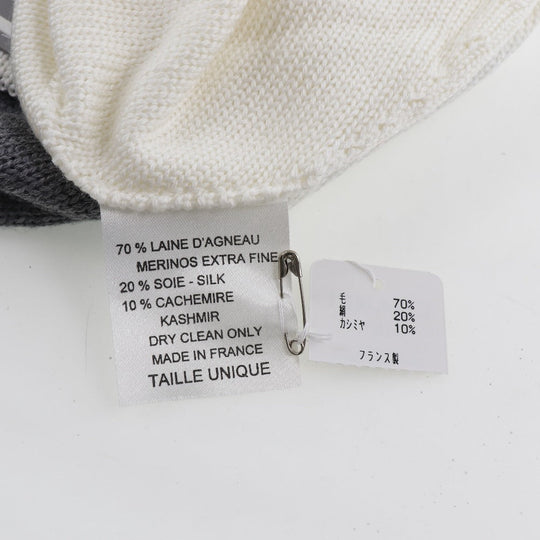 70 % LAINE D'AGNEAU
MERINOS EXTRA FINE
20 % SOIE - SILK
10 % CACHEMIRE
KASHMIR
DRY CLEAN ONLY
MADE IN FRANCE
TAILLE UNIQUE
毛 70%
絹 20%
カシミヤ 10%
フランス製